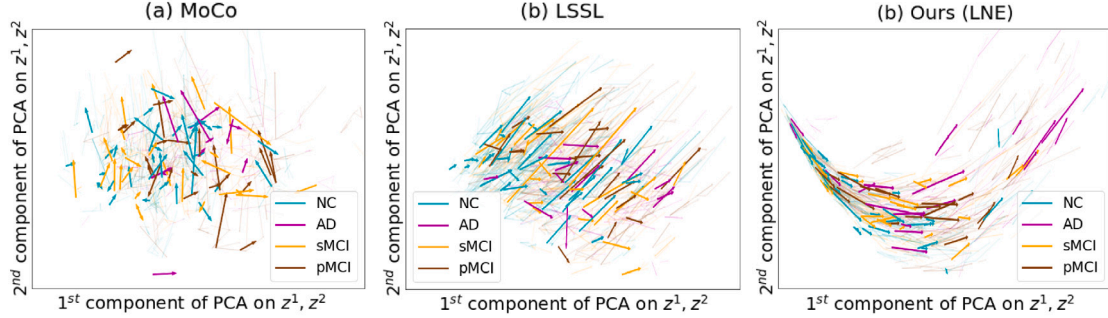 (a) MoCo
2nd component of PCA on z1, z2
NC
AD
sMCI
pMCI
1st component of PCA on z1, z2
(b) LSSL
2nd component of PCA on z1, z2
NC
AD
sMCI
pMCI
1st component of PCA on z1, z2
(b) Ours (LNE)
2nd component of PCA on z1, z2
NC
AD
sMCI
pMCI
1st component of PCA on z1, z2